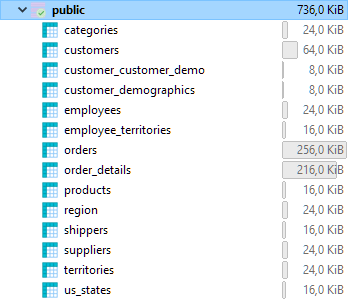 public 736,0 KiB
categories 24,0 KiB
customers 64,0 KiB
customer_customer_demo 8,0 KiB
customer_demographics 8,0 KiB
employees 24,0 KiB
employee_territories 16,0 KiB
orders 256,0 KiB
order_details 216,0 KiB
products 16,0 KiB
region 24,0 KiB
shippers 16,0 KiB
suppliers 24,0 KiB
territories 24,0 KiB
us_states 16,0 KiB